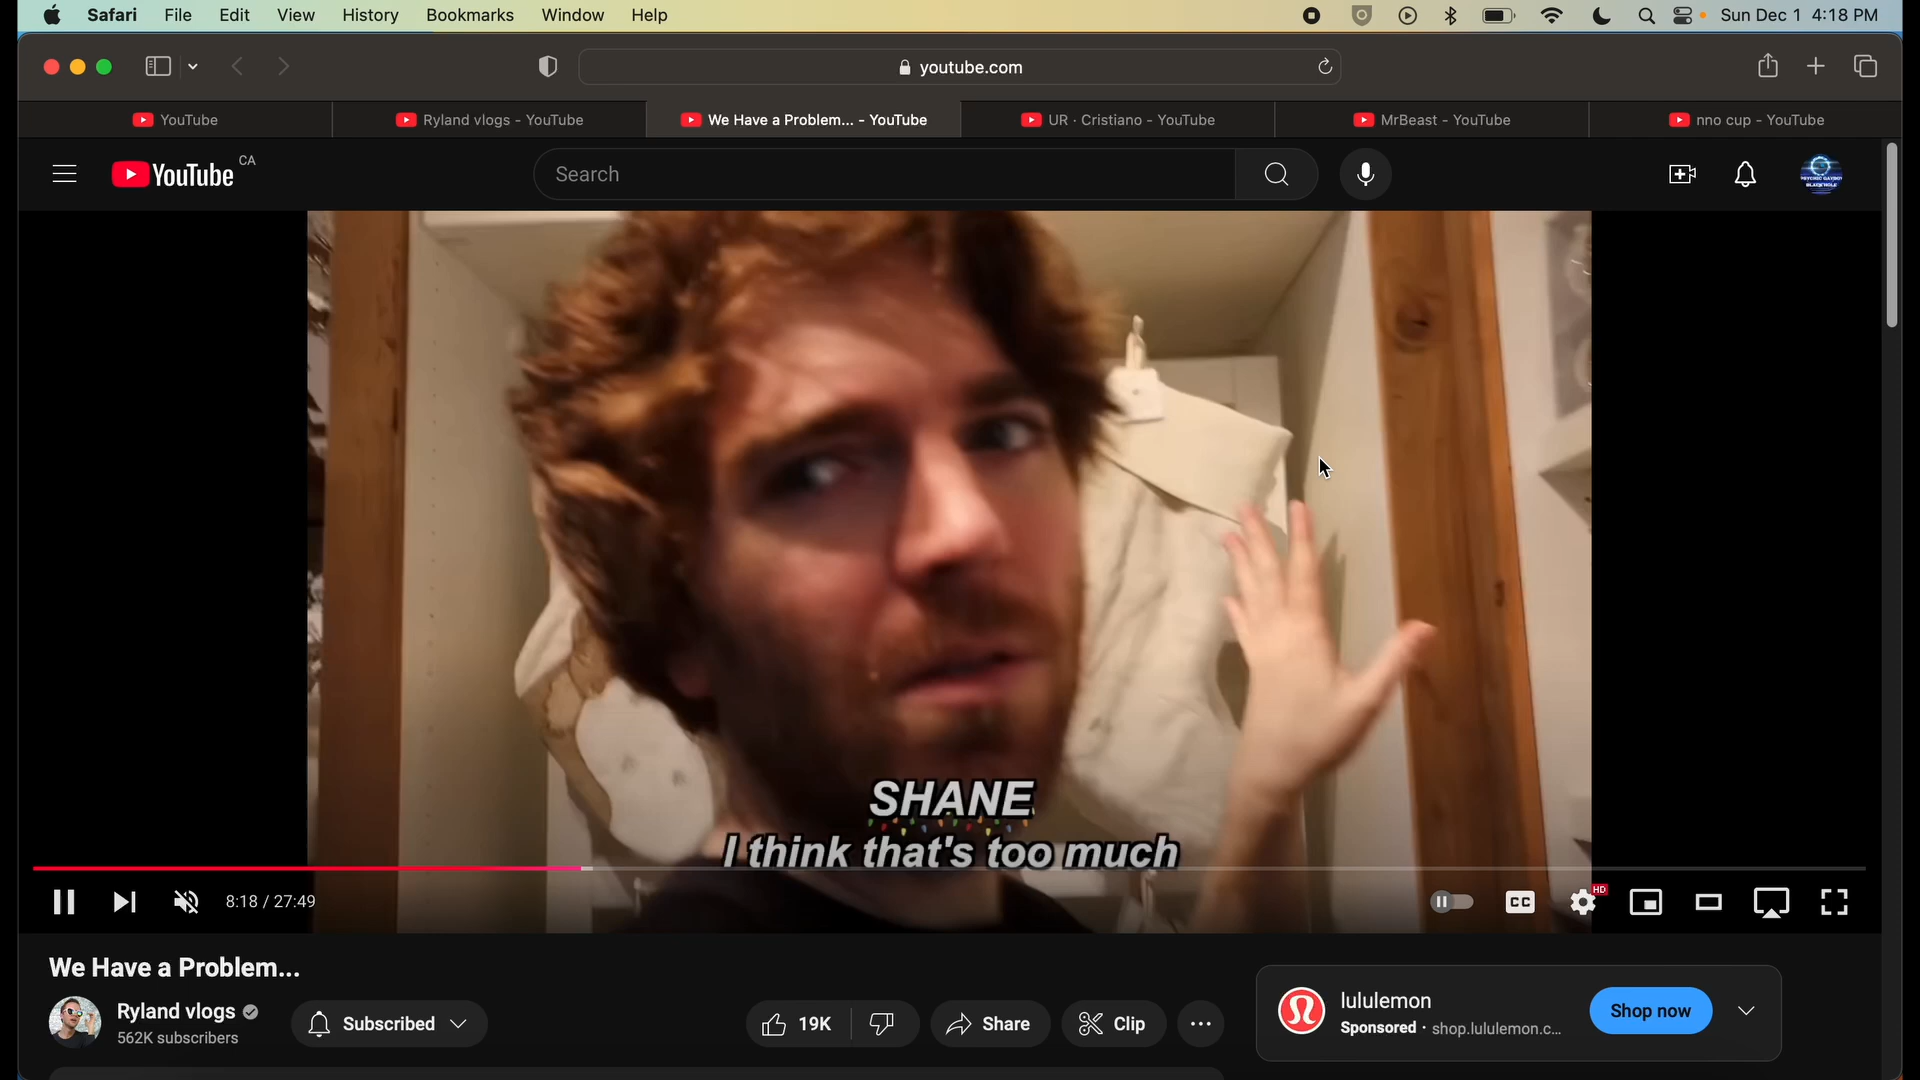 Safari File Edit View History Bookmarks Window Help Sun Dec 1 4:18 PM
youtube.com
YouTube
Ryland vlogs - YouTube
We Have a Problem... - YouTube
UR · Cristiano - YouTube
MrBeast - YouTube
nno cup - YouTube
YouTube CA
Search
SHANE
I think that's too much
8:18 / 27:49
CC
HD
We Have a Problem...
Ryland vlogs
562K subscribers
Subscribed
19K
Share
Clip
lululemon
Sponsored · shop.lululemon.c...
Shop now